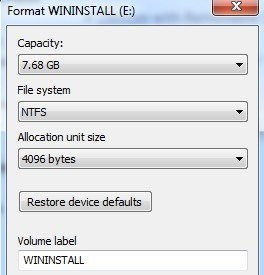 Format WININSTALL (E:)
Capacity:
7.68 GB
File system
NTFS
Allocation unit size
4096 bytes
Restore device defaults
Volume label
WININSTALL